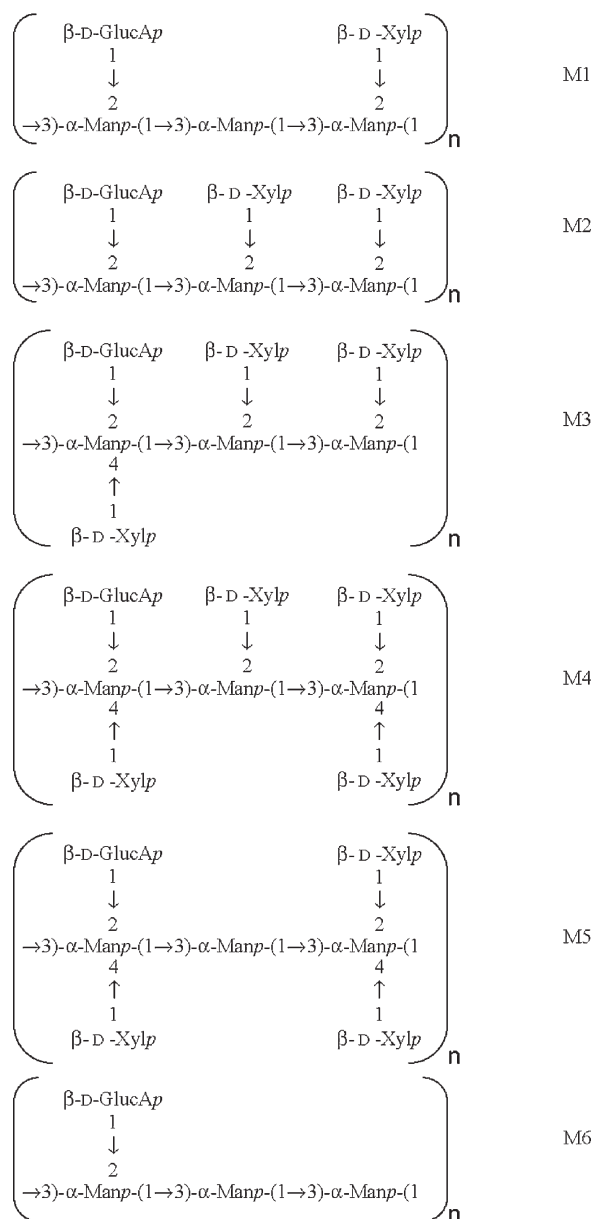 β-D-GlucAp β- D -Xylp
1 1
↓ ↓
2 2
→3)-α-Manp-(1→3)-α-Manp-(1→3)-α-Manp-(1
n
M1
β-D-GlucAp β- D -Xylp β- D -Xylp
1 1 1
↓ ↓ ↓
2 2 2
→3)-α-Manp-(1→3)-α-Manp-(1→3)-α-Manp-(1
n
M2
β-D-GlucAp β- D -Xylp β- D -Xylp
1 1 1
↓ ↓ ↓
2 2 2
→3)-α-Manp-(1→3)-α-Manp-(1→3)-α-Manp-(1
4
↑
1
β- D -Xylp
n
M3
β-D-GlucAp β- D -Xylp β- D -Xylp
1 1 1
↓ ↓ ↓
2 2 2
→3)-α-Manp-(1→3)-α-Manp-(1→3)-α-Manp-(1
4 4
↑ ↑
1 1
β- D -Xylp β- D -Xylp
n
M4
β-D-GlucAp β- D -Xylp
1 1
↓ ↓
2 2
→3)-α-Manp-(1→3)-α-Manp-(1→3)-α-Manp-(1
4 4
↑ ↑
1 1
β- D -Xylp β- D -Xylp
n
M5
β-D-GlucAp
1
↓
2
→3)-α-Manp-(1→3)-α-Manp-(1→3)-α-Manp-(1
n
M6